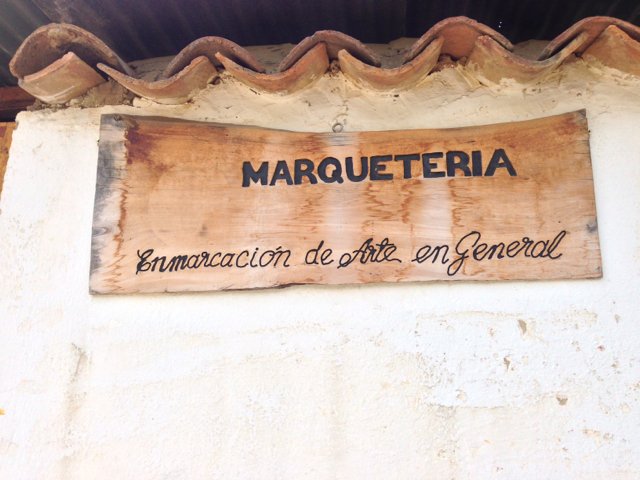 MARQUETERIA
Enmarcación de Arte en General